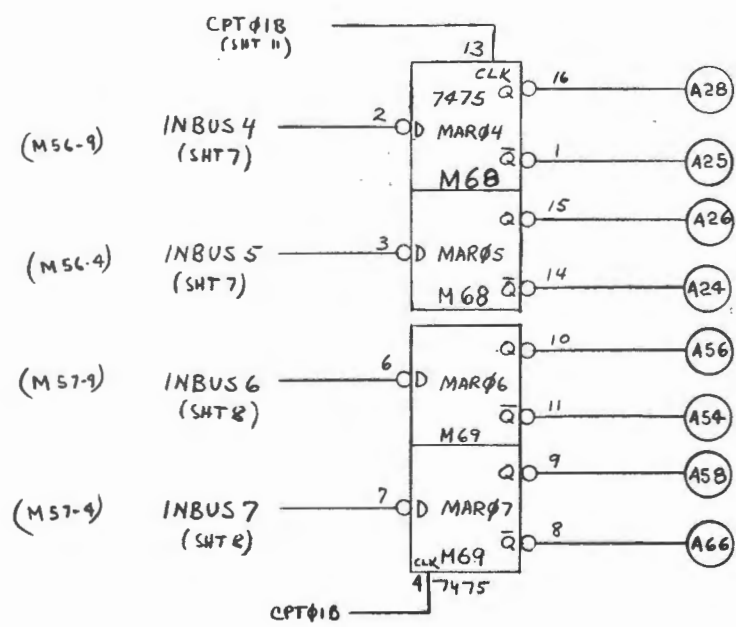 CPTØ1B
(SHT 11)
13
CLK
7475 Q 16 A28
(M56-9) INBUS 4 2 D MARØ4
(SHT 7)
Q̅ 1 A25
M68
Q 15 A26
(M56-4) INBUS 5 3 D MARØ5
(SHT 7)
M68 Q̅ 14 A24
Q 10 A56
(M57-9) INBUS 6 6 D MARØ6
(SHT 8)
Q̅ 11 A54
M69
Q 9 A58
(M57-4) INBUS 7 7 D MARØ7
(SHT 8)
Q̅ 8 A66
CLK M69
4 7475
CPTØ1B